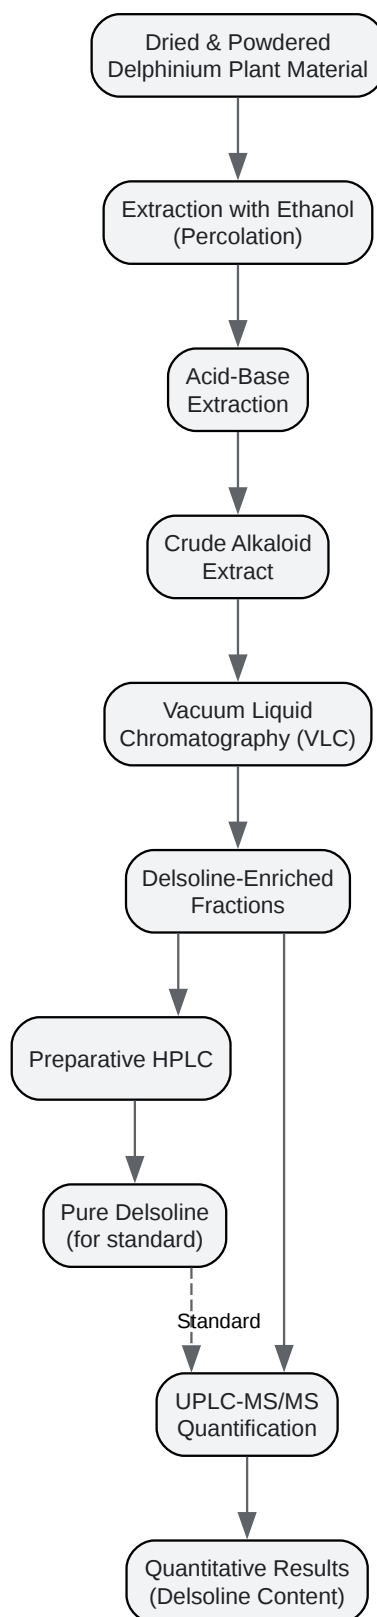 Dried & Powdered
Delphinium Plant Material
Extraction with Ethanol
(Percolation)
Acid-Base
Extraction
Crude Alkaloid
Extract
Vacuum Liquid
Chromatography (VLC)
Delsoline-Enriched
Fractions
Preparative HPLC
Pure Delsoline
(for standard)
Standard
UPLC-MS/MS
Quantification
Quantitative Results
(Delsoline Content)